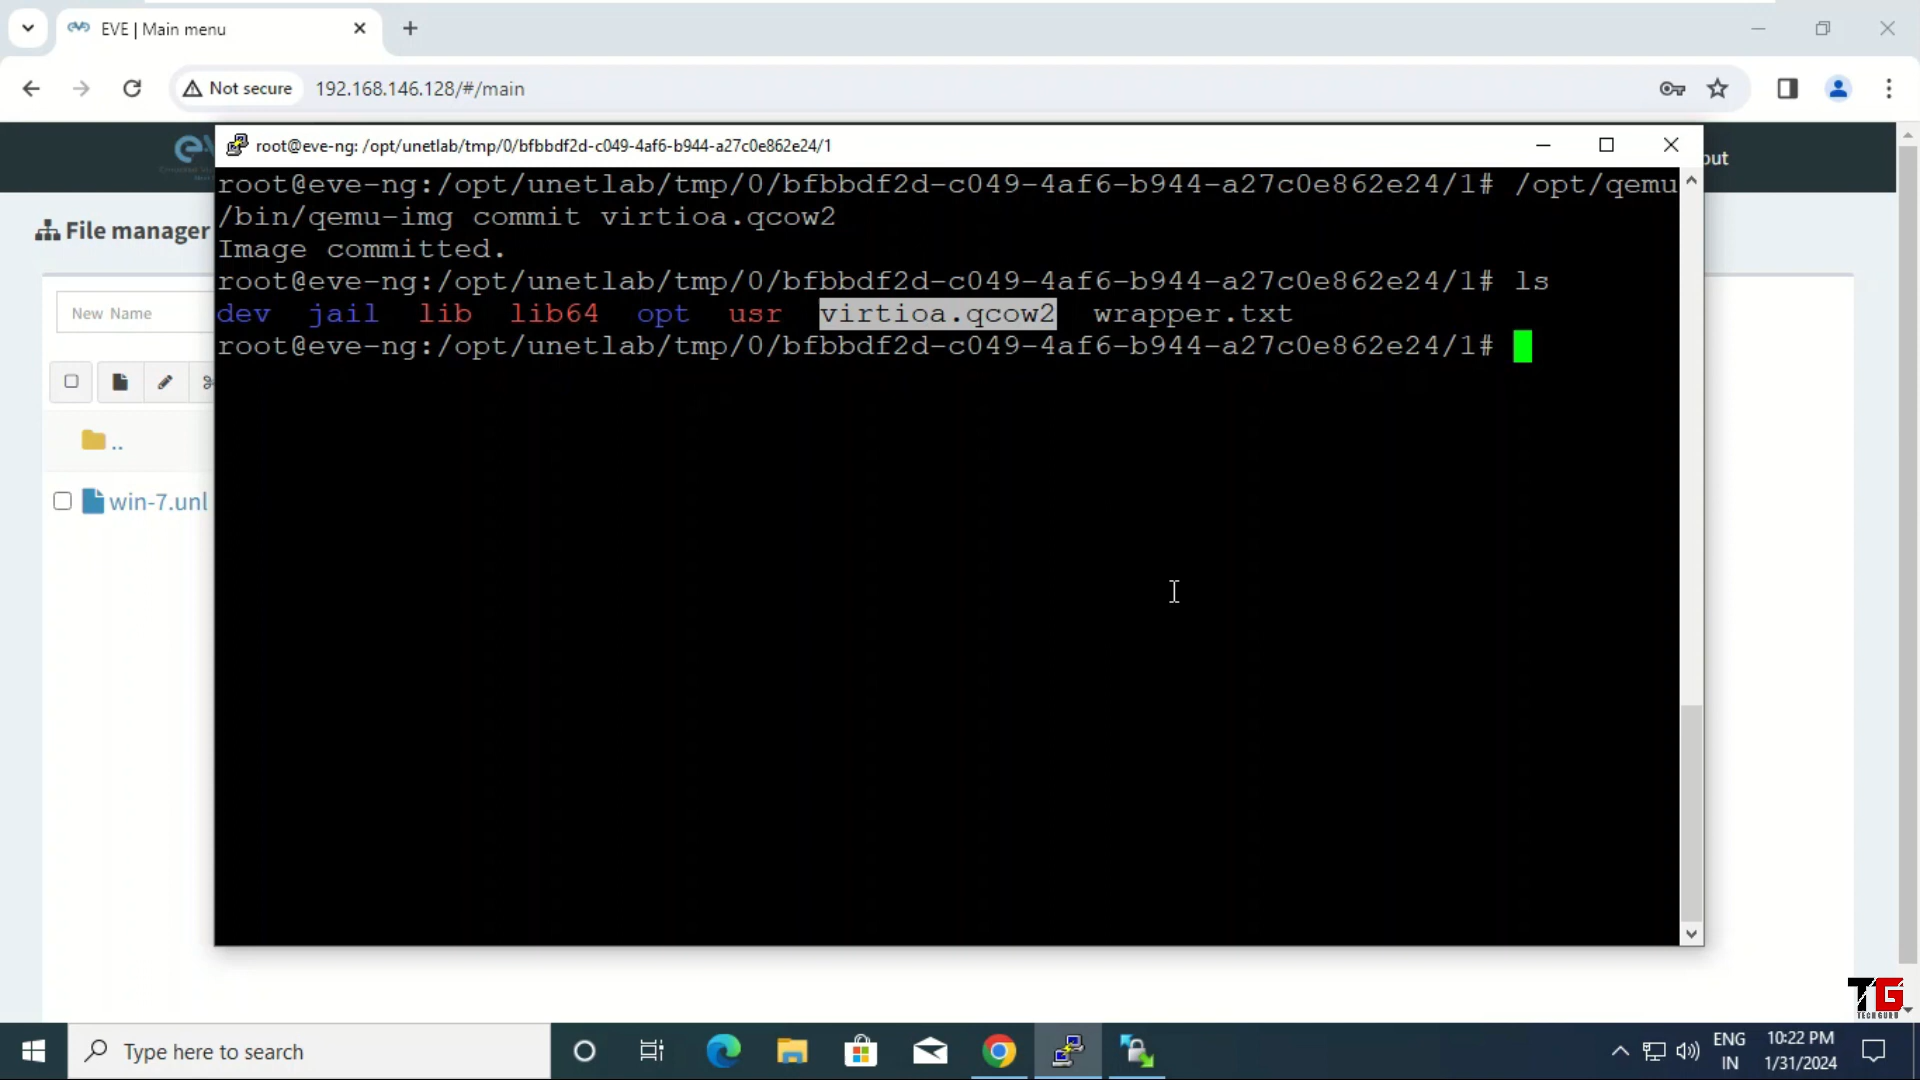 EVE | Main menu
Not secure 192.168.146.128/#/main
root@eve-ng: /opt/unetlab/tmp/0/bfbbdf2d-c049-4af6-b944-a27c0e862e24/1
out
root@eve-ng:/opt/unetlab/tmp/0/bfbbdf2d-c049-4af6-b944-a27c0e862e24/1# /opt/qemu
/bin/qemu-img commit virtioa.qcow2
Image committed.
root@eve-ng:/opt/unetlab/tmp/0/bfbbdf2d-c049-4af6-b944-a27c0e862e24/1# ls
dev jail lib lib64 opt usr virtioa.qcow2 wrapper.txt
root@eve-ng:/opt/unetlab/tmp/0/bfbbdf2d-c049-4af6-b944-a27c0e862e24/1#
File manager
New Name
..
win-7.unl
TG
TECH GURU
Type here to search
ENG
IN
10:22 PM
1/31/2024